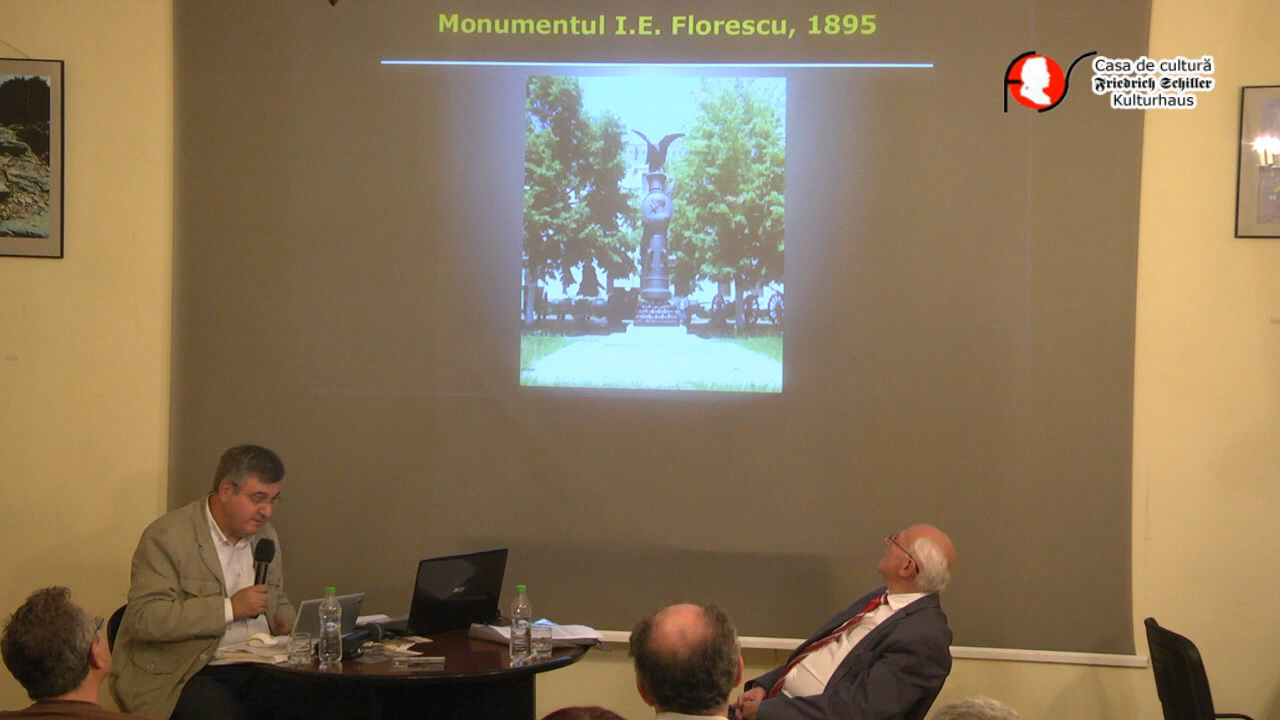 Monumentul I.E. Florescu, 1895
Casa de cultură
Friedrich Schiller
Kulturhaus